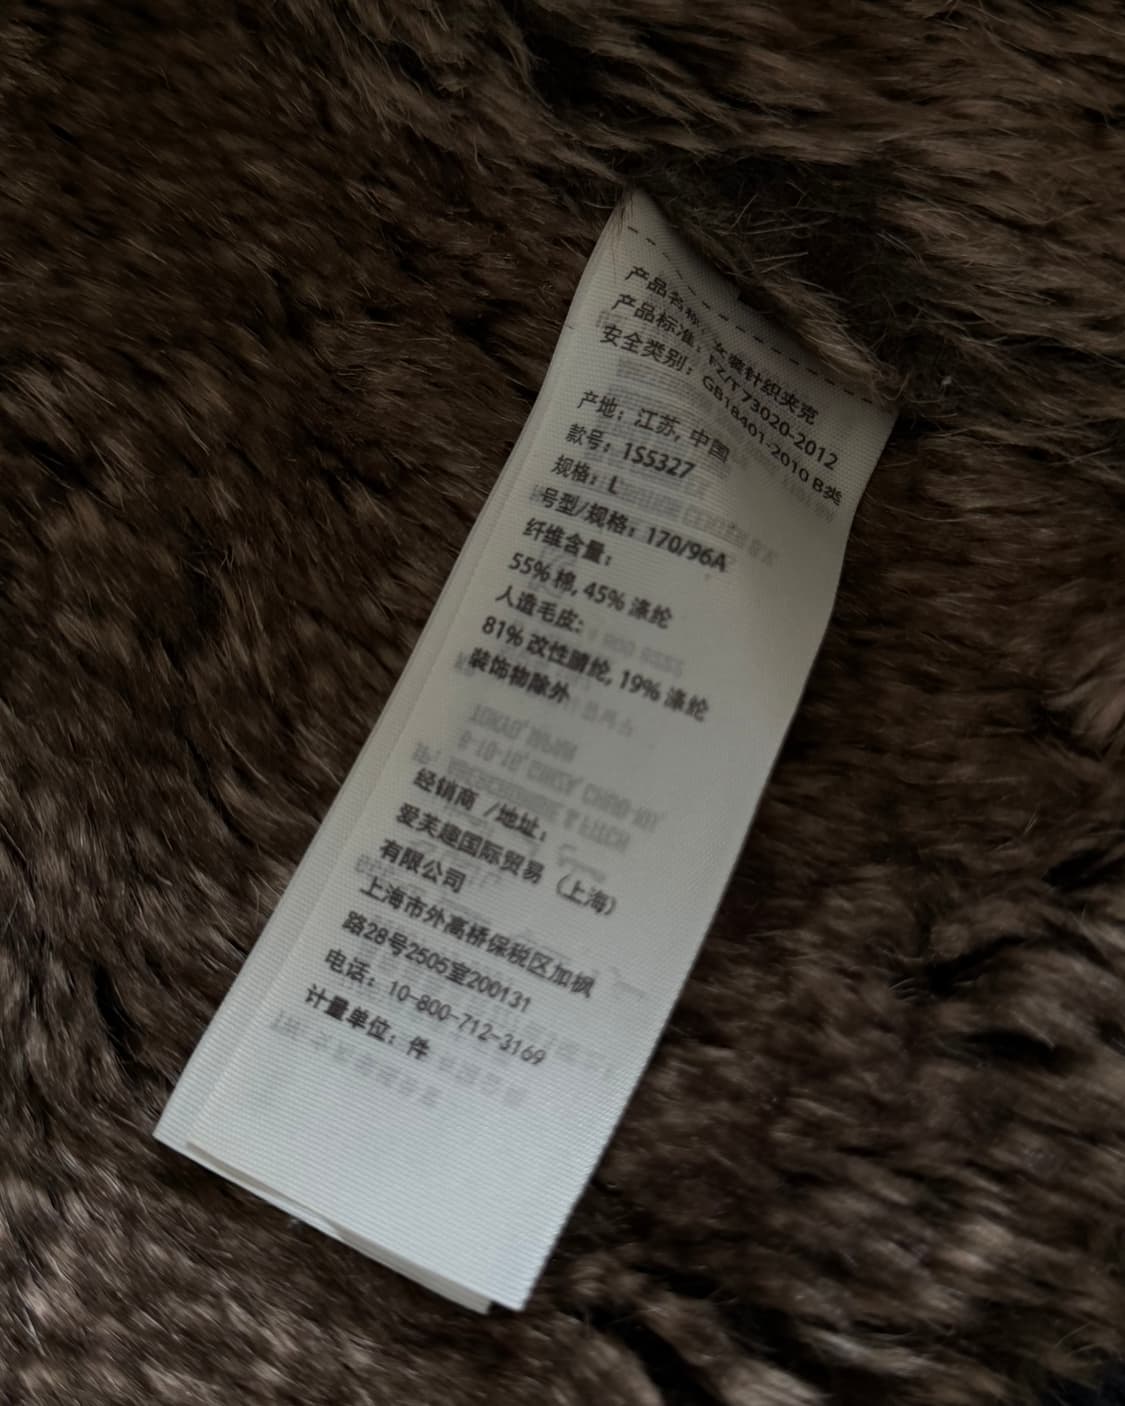 产品名称: 女装针织夹克
产品标准: FZ/T 73020-2012
安全类别: GB18401-2010 B类
产地: 江苏, 中国
款号: 1S5327
规格: L
号型/规格: 170/96A
纤维含量:
55% 棉, 45% 涤纶
人造毛皮:
81% 改性腈纶, 19% 涤纶
装饰物除外
经销商 /地址:
爱芙趣国际贸易 (上海)
有限公司
上海市外高桥保税区加枫
路28号2505室200131
电话: 10-800-712-3169
计量单位: 件